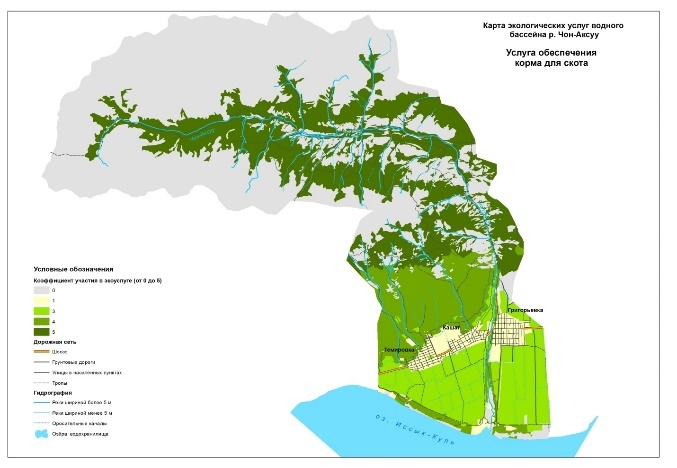 Карта экологических услуг водного
бассейна р. Чон-Аксуу
Услуга обеспечения
корма для скота
Григорьевка
Кашат
Темировка
оз. Иссык-Куль
Условные обозначения
Коэффициент участия в экоуслуге (от 0 до 5)
0
1
3
4
5
Дорожная сеть
Шоссе
Грунтовые дороги
Улицы в населённых пунктах
Тропы
Гидрография
Реки шириной более 5 м
Реки шириной менее 5 м
Оросительные каналы
Озёра, водохранилища